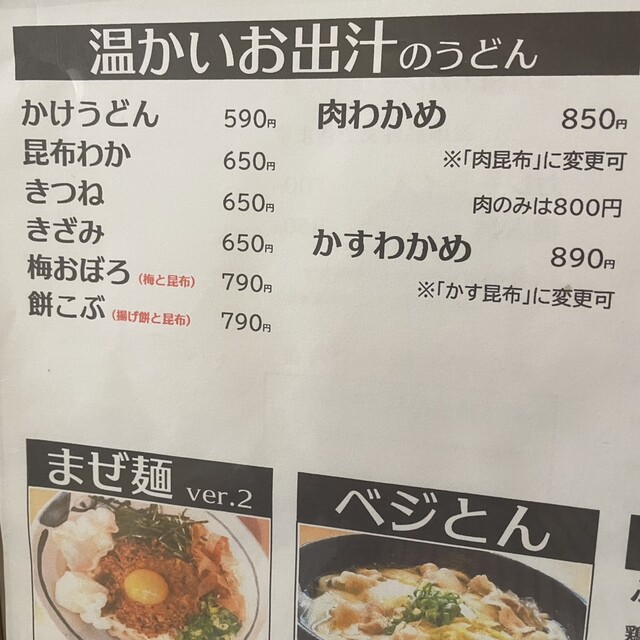 温かいお出汁のうどん
かけうどん 590円
昆布わか 650円
きつね 650円
きざみ 650円
梅おぼろ（梅と昆布） 790円
餅こぶ（揚げ餅と昆布） 790円
肉わかめ 850円
※「肉昆布」に変更可
肉のみは800円
かすわかめ 890円
※「かす昆布」に変更可
まぜ麺 ver.2
ベジとん